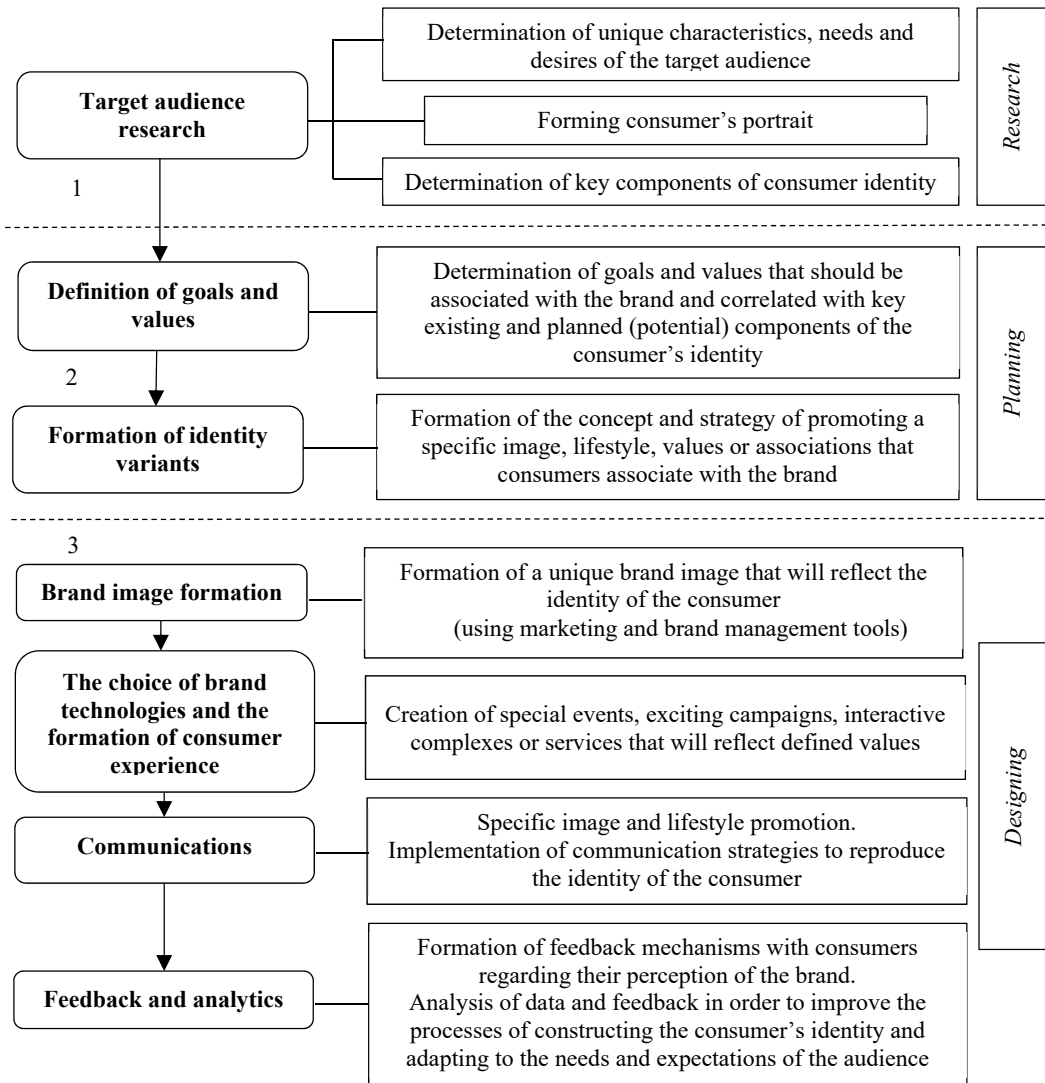 Target audience
research
Determination of unique characteristics, needs and
desires of the target audience
Forming consumer's portrait
Determination of key components of consumer identity
Research
1
Definition of goals and
values
Determination of goals and values that should be
associated with the brand and correlated with key
existing and planned (potential) components of the
consumer's identity
2
Formation of identity
variants
Formation of the concept and strategy of promoting a
specific image, lifestyle, values or associations that
consumers associate with the brand
Planning
3
Brand image formation
Formation of a unique brand image that will reflect the
identity of the consumer
(using marketing and brand management tools)
The choice of brand
technologies and the
formation of consumer
experience
Creation of special events, exciting campaigns, interactive
complexes or services that will reflect defined values
Communications
Specific image and lifestyle promotion.
Implementation of communication strategies to reproduce
the identity of the consumer
Designing
Feedback and analytics
Formation of feedback mechanisms with consumers
regarding their perception of the brand.
Analysis of data and feedback in order to improve the
processes of constructing the consumer's identity and
adapting to the needs and expectations of the audience